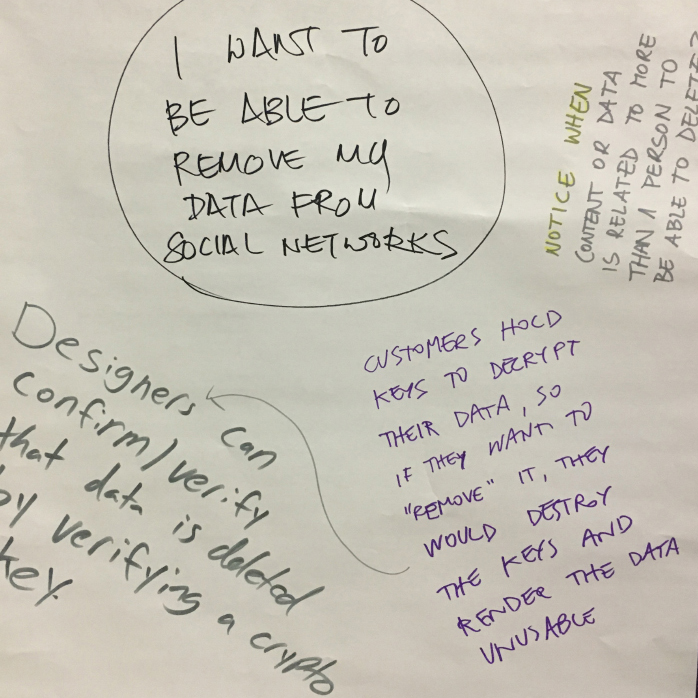 I WANT TO
BE ABLE TO
REMOVE MY
DATA FROM
SOCIAL NETWORKS
NOTICE WHEN
CONTENT OR DATA
IS RELATED TO MORE
THAN 1 PERSON TO
BE ABLE TO DELETE?
CUSTOMERS HOLD
KEYS TO DECRYPT
THEIR DATA, SO
IF THEY WANT TO
"REMOVE" IT, THEY
WOULD DESTROY
THE KEYS AND
RENDER THE DATA
UNUSABLE
Designers can
confirm/verify
that data is deleted
by verifying a crypto
key.